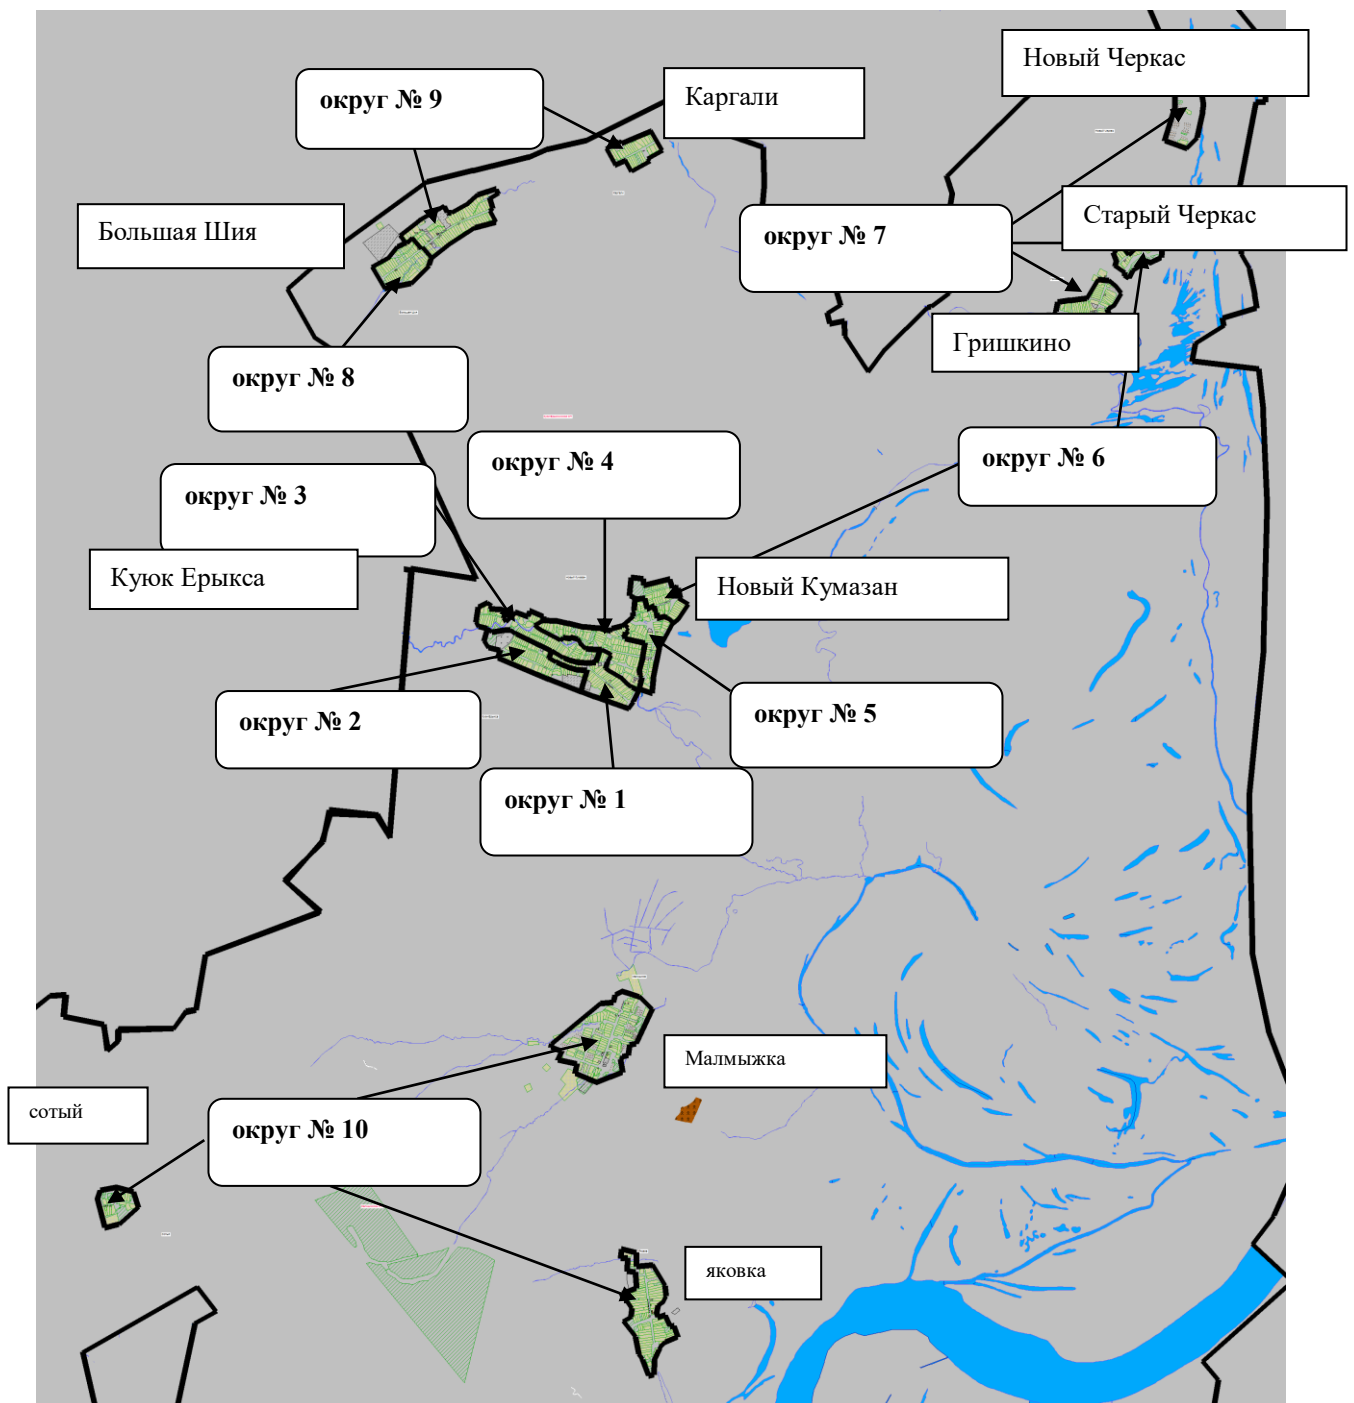 Новый Черкас
округ № 9
Каргали
Большая Шия
Старый Черкас
округ № 7
Гришкино
округ № 8
округ № 4
округ № 6
округ № 3
Куюк Ерыкса
Новый Кумазан
округ № 2
округ № 5
округ № 1
Малмыжка
сотый
округ № 10
яковка